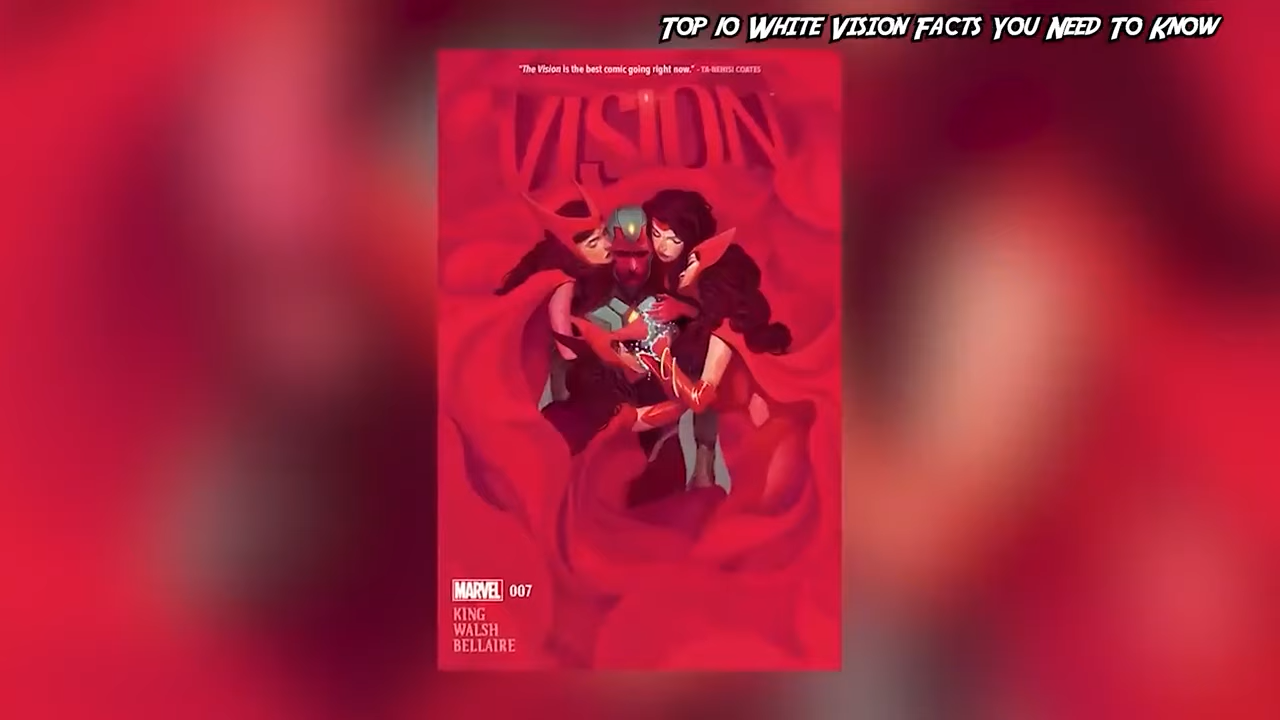 Top 10 White Vision Facts You Need To Know
"The Vision is the best comic going right now." - TA-NEHISI COATES
VISION
MARVEL 007
KING
WALSH
BELLAIRE